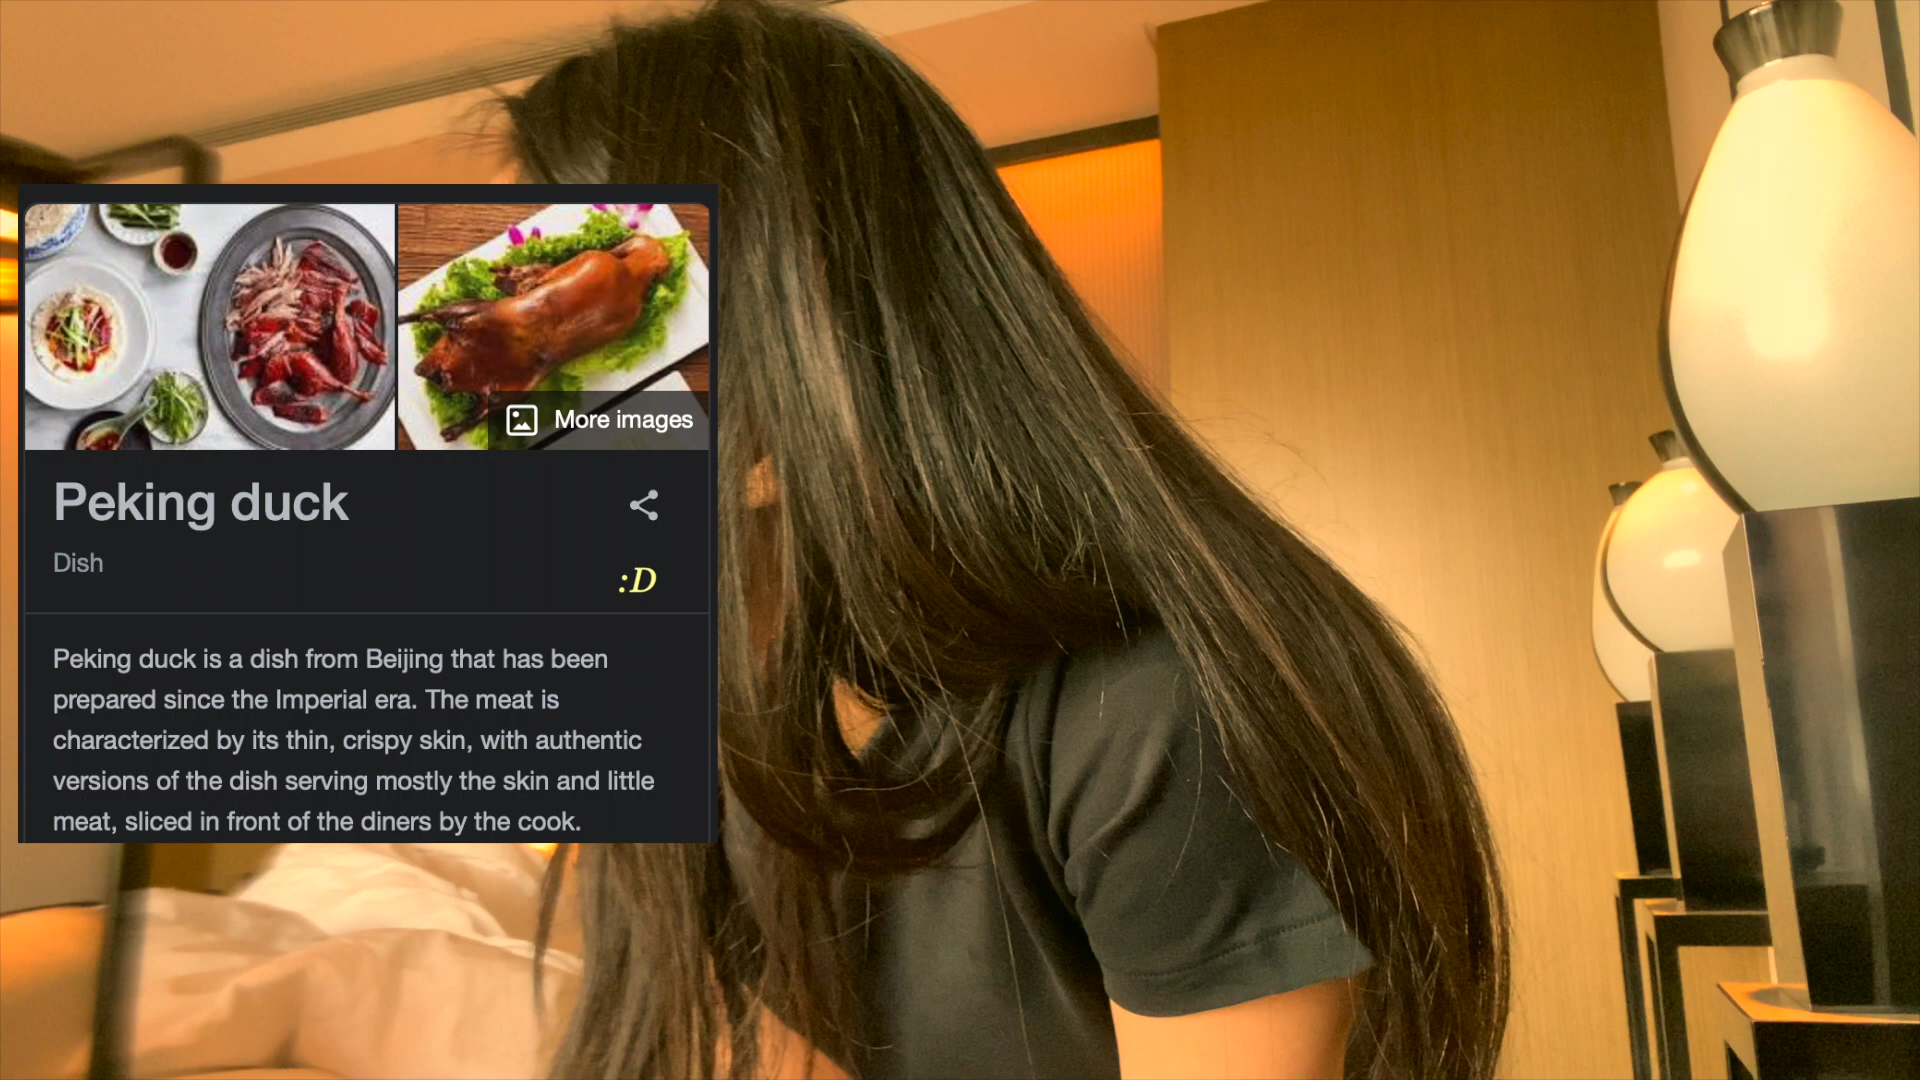 More images
Peking duck
Dish
:D
Peking duck is a dish from Beijing that has been
prepared since the Imperial era. The meat is
characterized by its thin, crispy skin, with authentic
versions of the dish serving mostly the skin and little
meat, sliced in front of the diners by the cook.